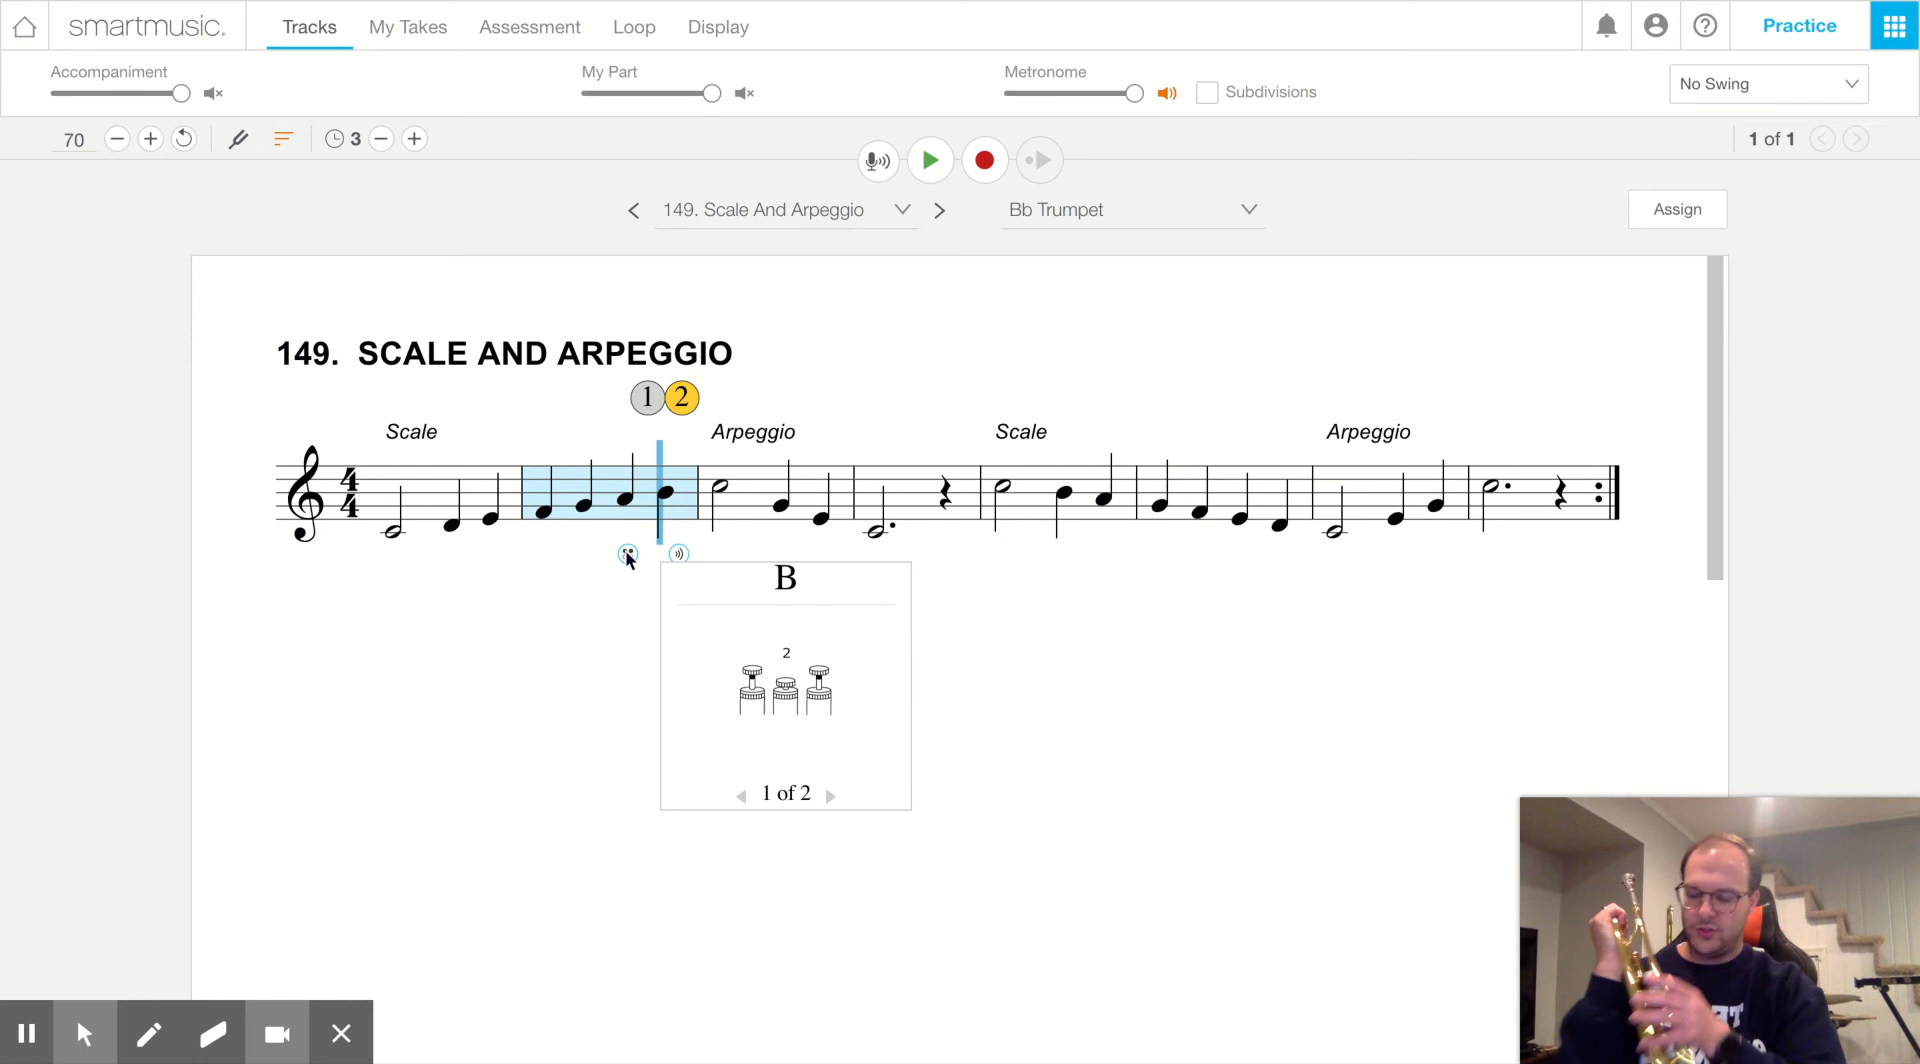 smartmusic. Tracks My Takes Assessment Loop Display Practice
Accompaniment My Part Metronome Subdivisions No Swing
70 3 1 of 1
149. Scale And Arpeggio Bb Trumpet Assign
149. SCALE AND ARPEGGIO
1 2
Scale Arpeggio Scale Arpeggio
4
4
B
2
1 of 2